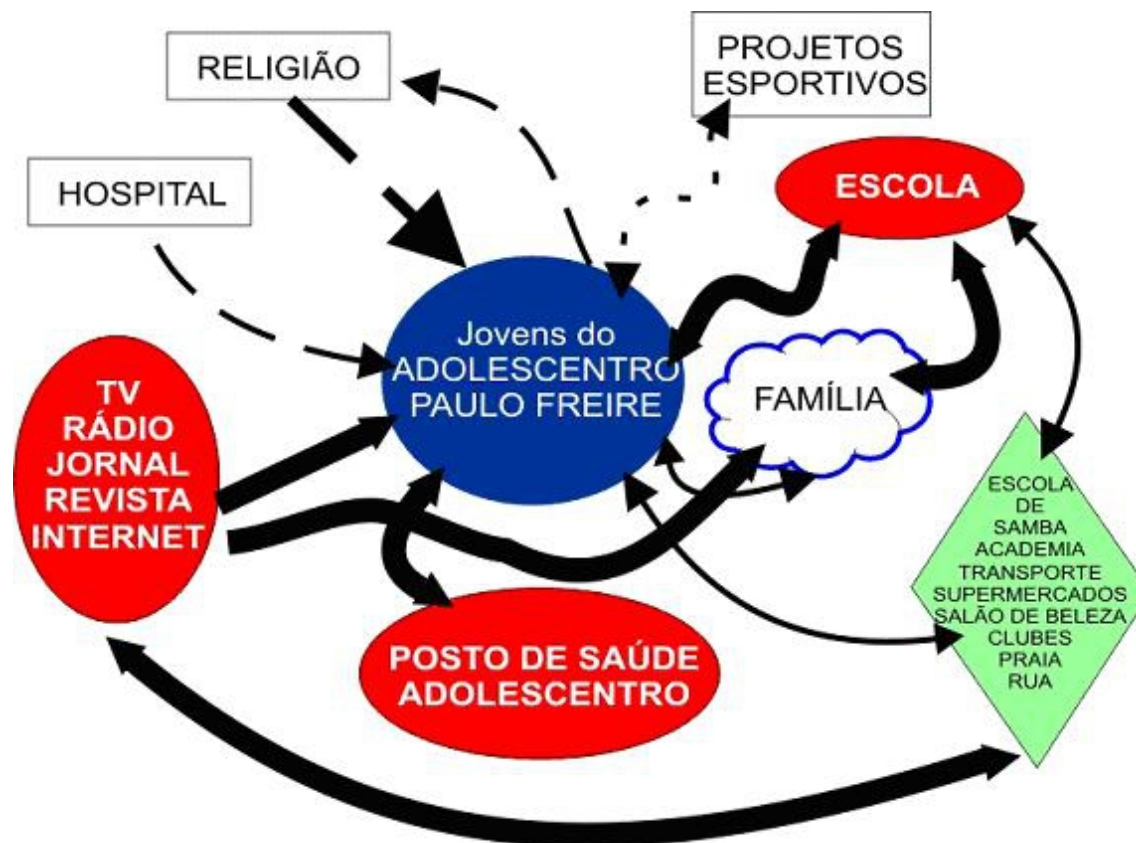 RELIGIÃO
PROJETOS
ESPORTIVOS
HOSPITAL
ESCOLA
Jovens do
ADOLESCENTRO
PAULO FREIRE
FAMÍLIA
TV
RÁDIO
JORNAL
REVISTA
INTERNET
ESCOLA
DE
SAMBA
ACADEMIA
TRANSPORTE
SUPERMERCADOS
SALÃO DE BELEZA
CLUBES
PRAIA
RUA
POSTO DE SAÚDE
ADOLESCENTRO